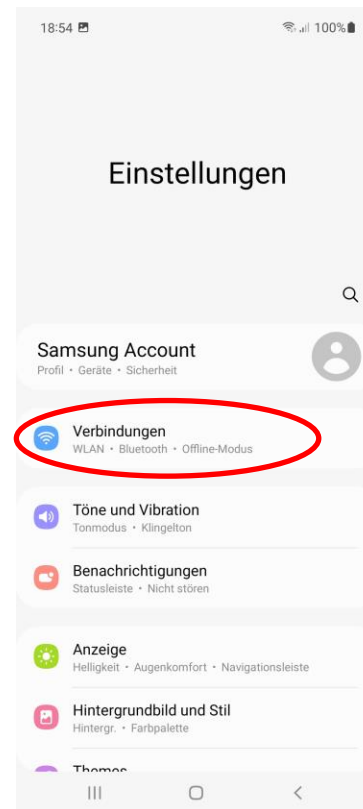 18:54 100%
Einstellungen
Samsung Account
Profil • Geräte • Sicherheit
Verbindungen
WLAN • Bluetooth • Offline-Modus
Töne und Vibration
Tonmodus • Klingelton
Benachrichtigungen
Statusleiste • Nicht stören
Anzeige
Helligkeit • Augenkomfort • Navigationsleiste
Hintergrundbild und Stil
Hintergr. • Farbpalette
Themes